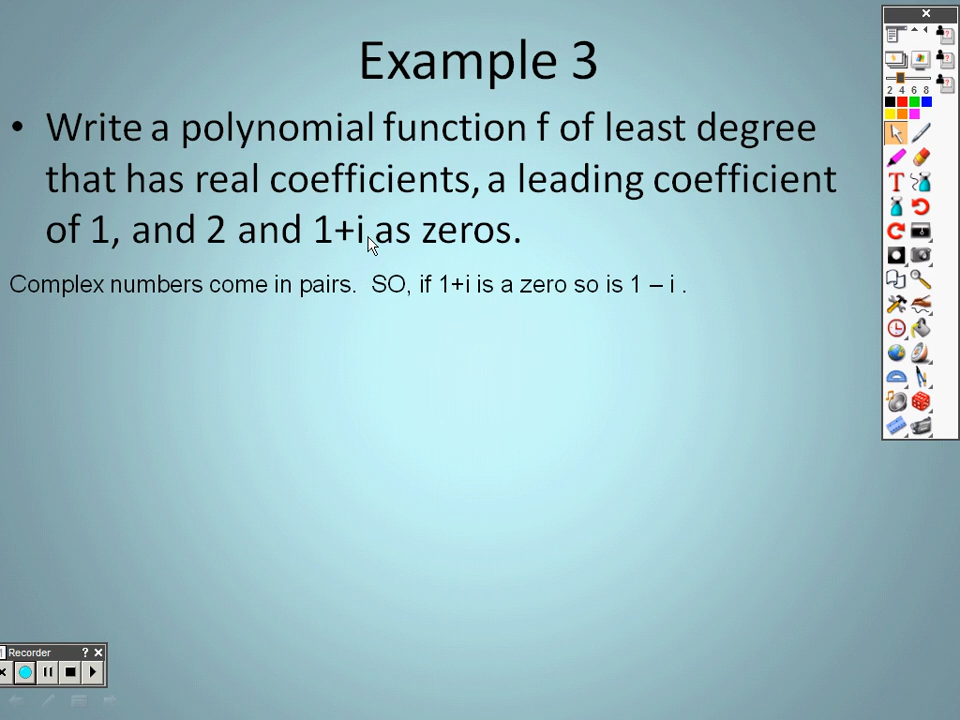 Example 3
• Write a polynomial function f of least degree
that has real coefficients, a leading coefficient
of 1, and 2 and 1+i as zeros.
Complex numbers come in pairs.  SO, if 1+i is a zero so is 1 – i .
2 4 6 8
T
Recorder ? ×